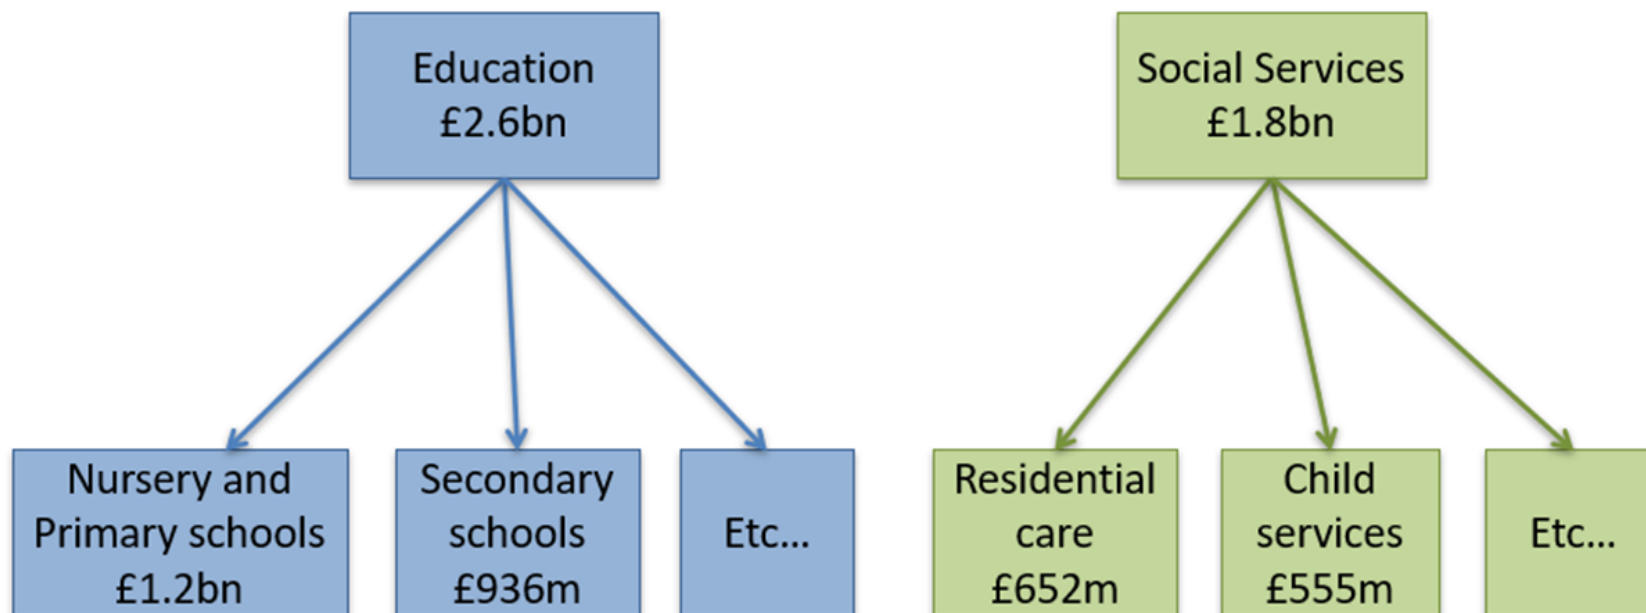 Education
£2.6bn
Social Services
£1.8bn
Nursery and
Primary schools
£1.2bn
Secondary
schools
£936m
Etc...
Residential
care
£652m
Child
services
£555m
Etc...